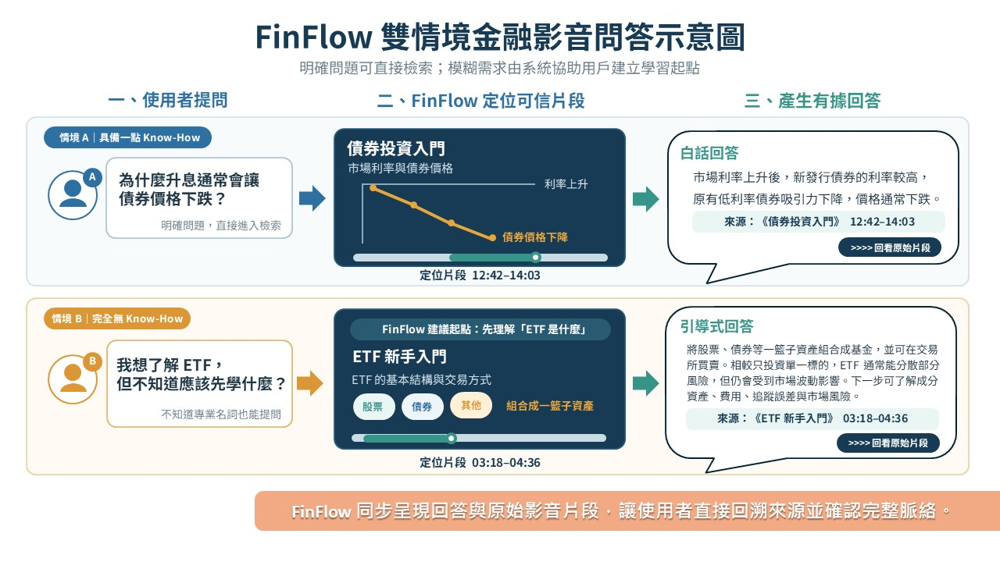 FinFlow 雙情境金融影音問答示意圖
明確問題可直接檢索；模糊需求由系統協助用戶建立學習起點
一、使用者提問
二、FinFlow 定位可信片段
三、產生有據回答
情境 A｜具備一點 Know-How
A
為什麼升息通常會讓
債券價格下跌？
明確問題，直接進入檢索
債券投資入門
市場利率與債券價格
利率上升
債券價格下降
定位片段 12:42–14:03
白話回答
市場利率上升後，新發行債券的利率較高，
原有低利率債券吸引力下降，價格通常下跌。
來源：《債券投資入門》 12:42–14:03
>>>> 回看原始片段
情境 B｜完全無 Know-How
B
我想了解 ETF，
但不知道應該先學什麼？
不知道專業名詞也能提問
FinFlow 建議起點：先理解「ETF 是什麼」
ETF 新手入門
ETF 的基本結構與交易方式
股票
債券
其他
組合成一籃子資產
定位片段 03:18–04:36
引導式回答
將股票、債券等一籃子資產組合成基金，並可在交易
所買賣。相較只投資單一標的，ETF 通常能分散部分
風險，但仍會受到市場波動影響。下一步可了解成分
資產、費用、追蹤誤差與市場風險。
來源：《ETF 新手入門》 03:18–04:36
>>>> 回看原始片段
FinFlow 同步呈現回答與原始影音片段，讓使用者直接回溯來源並確認完整脈絡。